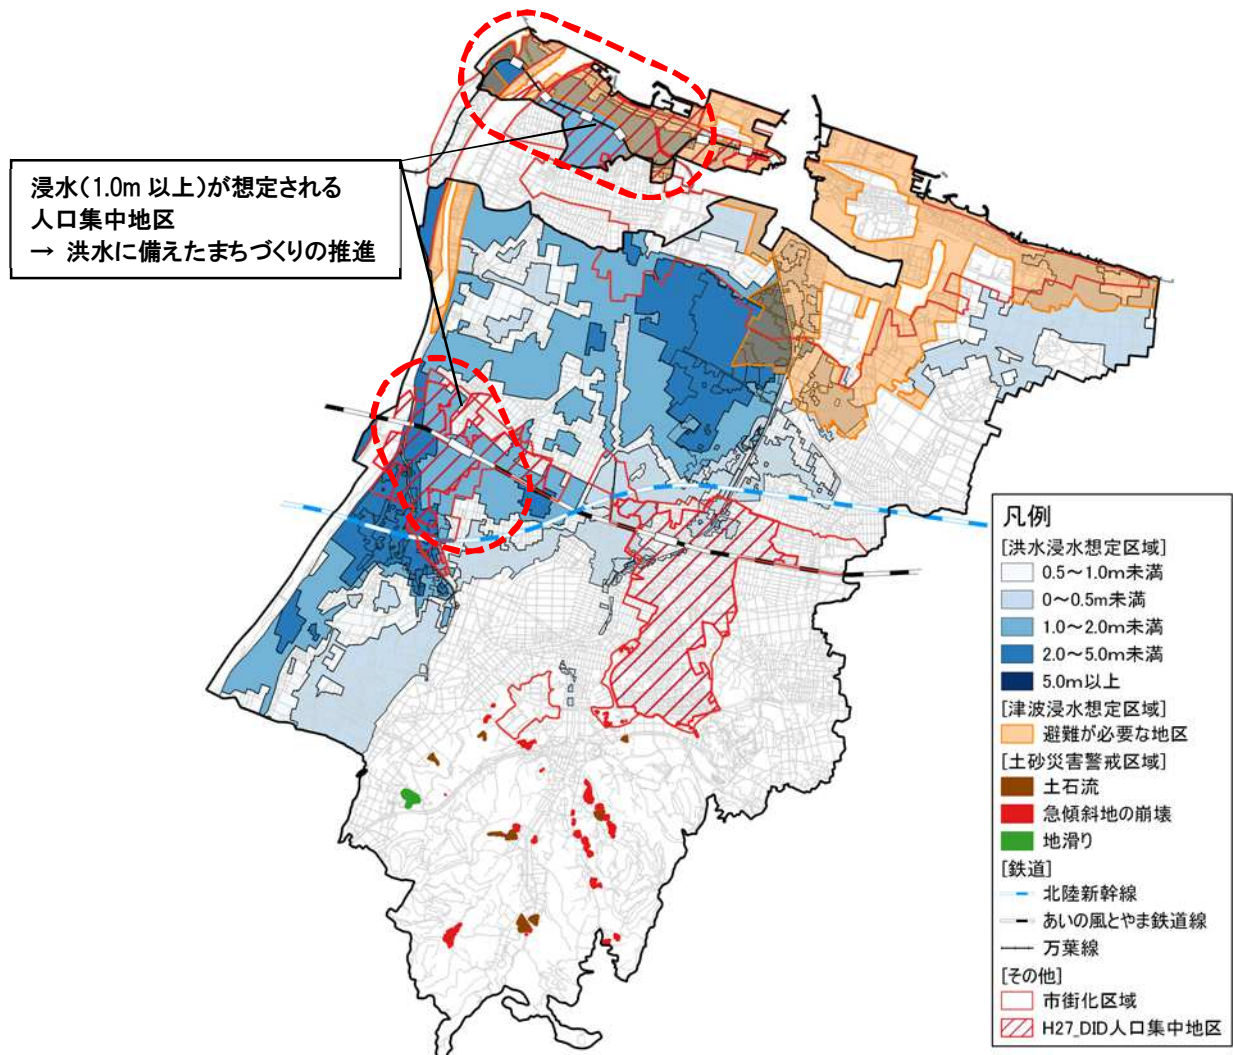 浸水(1.0m 以上)が想定される
人口集中地区
→ 洪水に備えたまちづくりの推進
凡例
[洪水浸水想定区域]
0.5～1.0m未満
0～0.5m未満
1.0～2.0m未満
2.0～5.0m未満
5.0m以上
[津波浸水想定区域]
避難が必要な地区
[土砂災害警戒区域]
土石流
急傾斜地の崩壊
地滑り
[鉄道]
北陸新幹線
あいの風とやま鉄道線
万葉線
[その他]
市街化区域
H27_DID人口集中地区